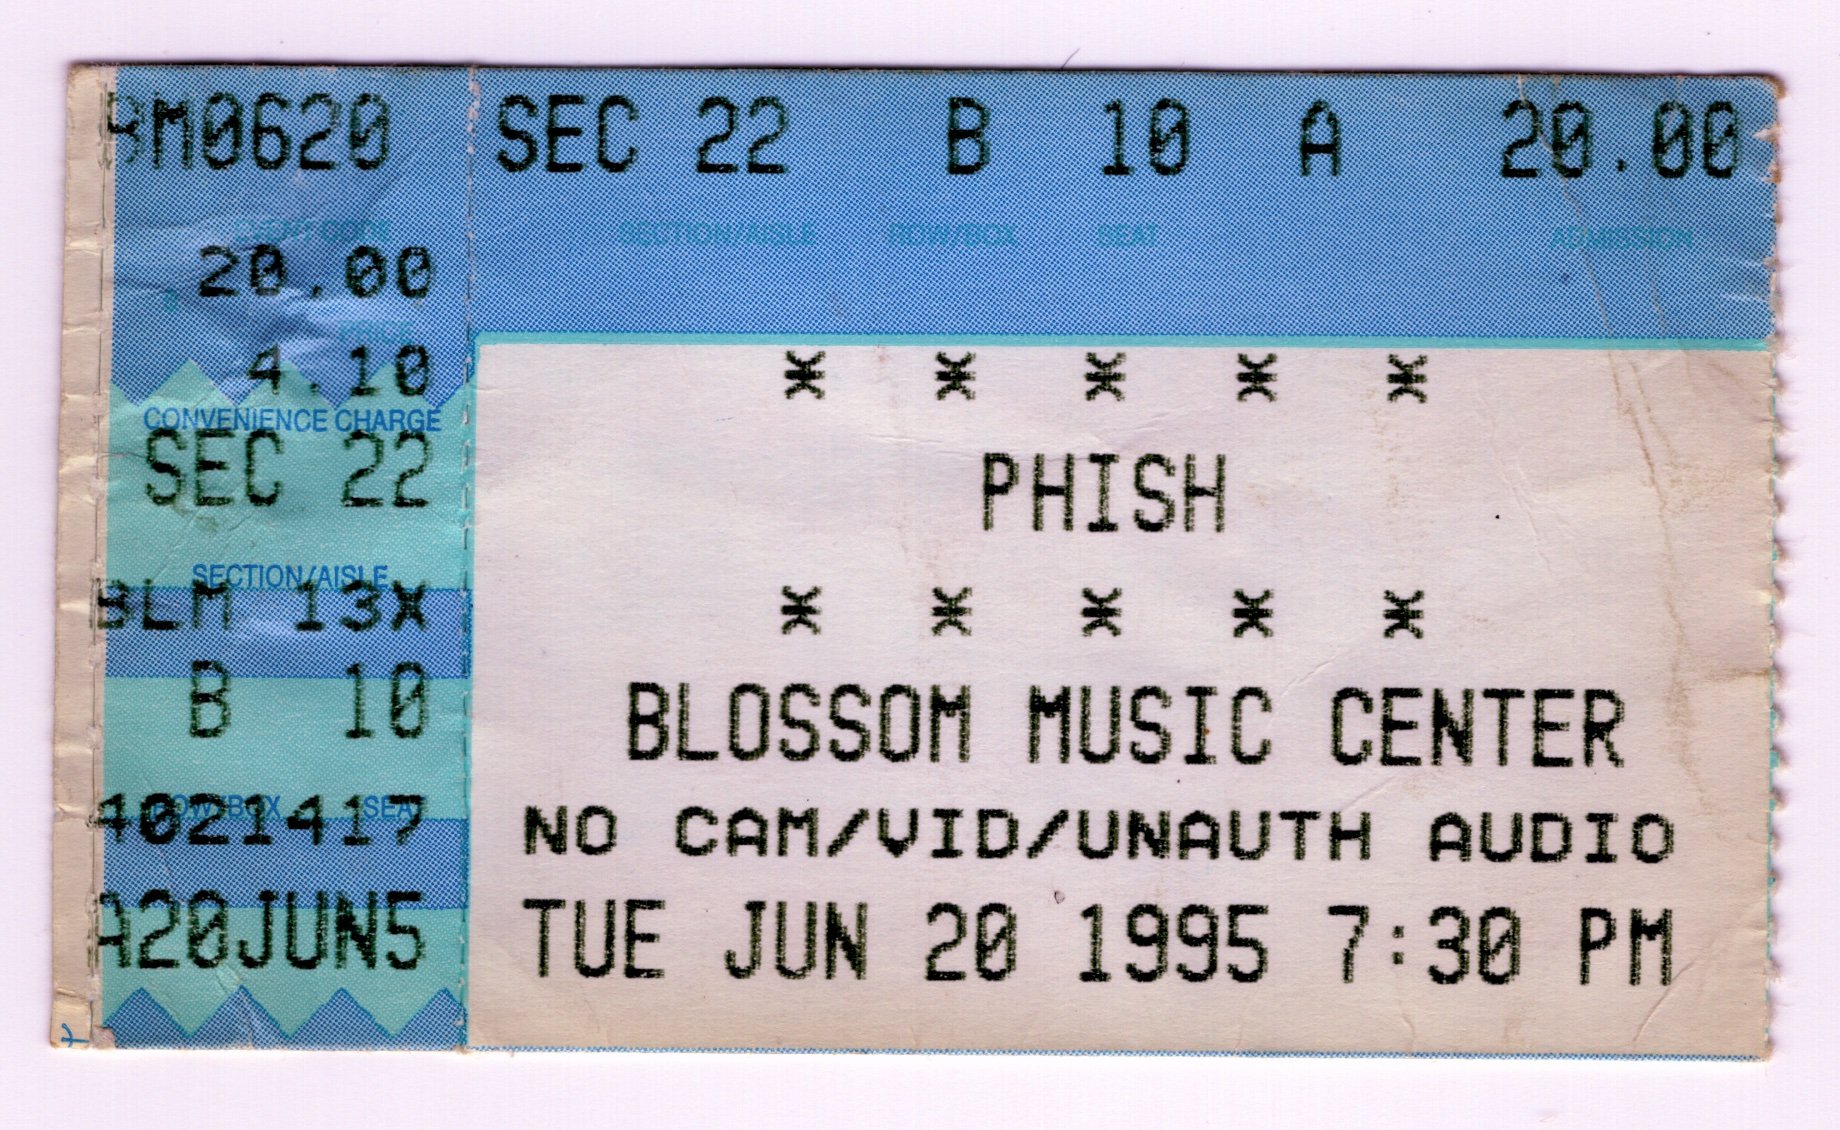 BM0620
EVENT CODE
20.00
PRICE
4.10
CONVENIENCE CHARGE
SEC 22
SECTION/AISLE
BLM 13X
B 10
ROW/BOX SEAT
4021417
A20JUN5
SEC 22 B 10 A 20.00
SECTION/AISLE ROW/BOX SEAT ADMISSION
* * * * *
PHISH
* * * * *
BLOSSOM MUSIC CENTER
NO CAM/VID/UNAUTH AUDIO
TUE JUN 20 1995 7:30 PM